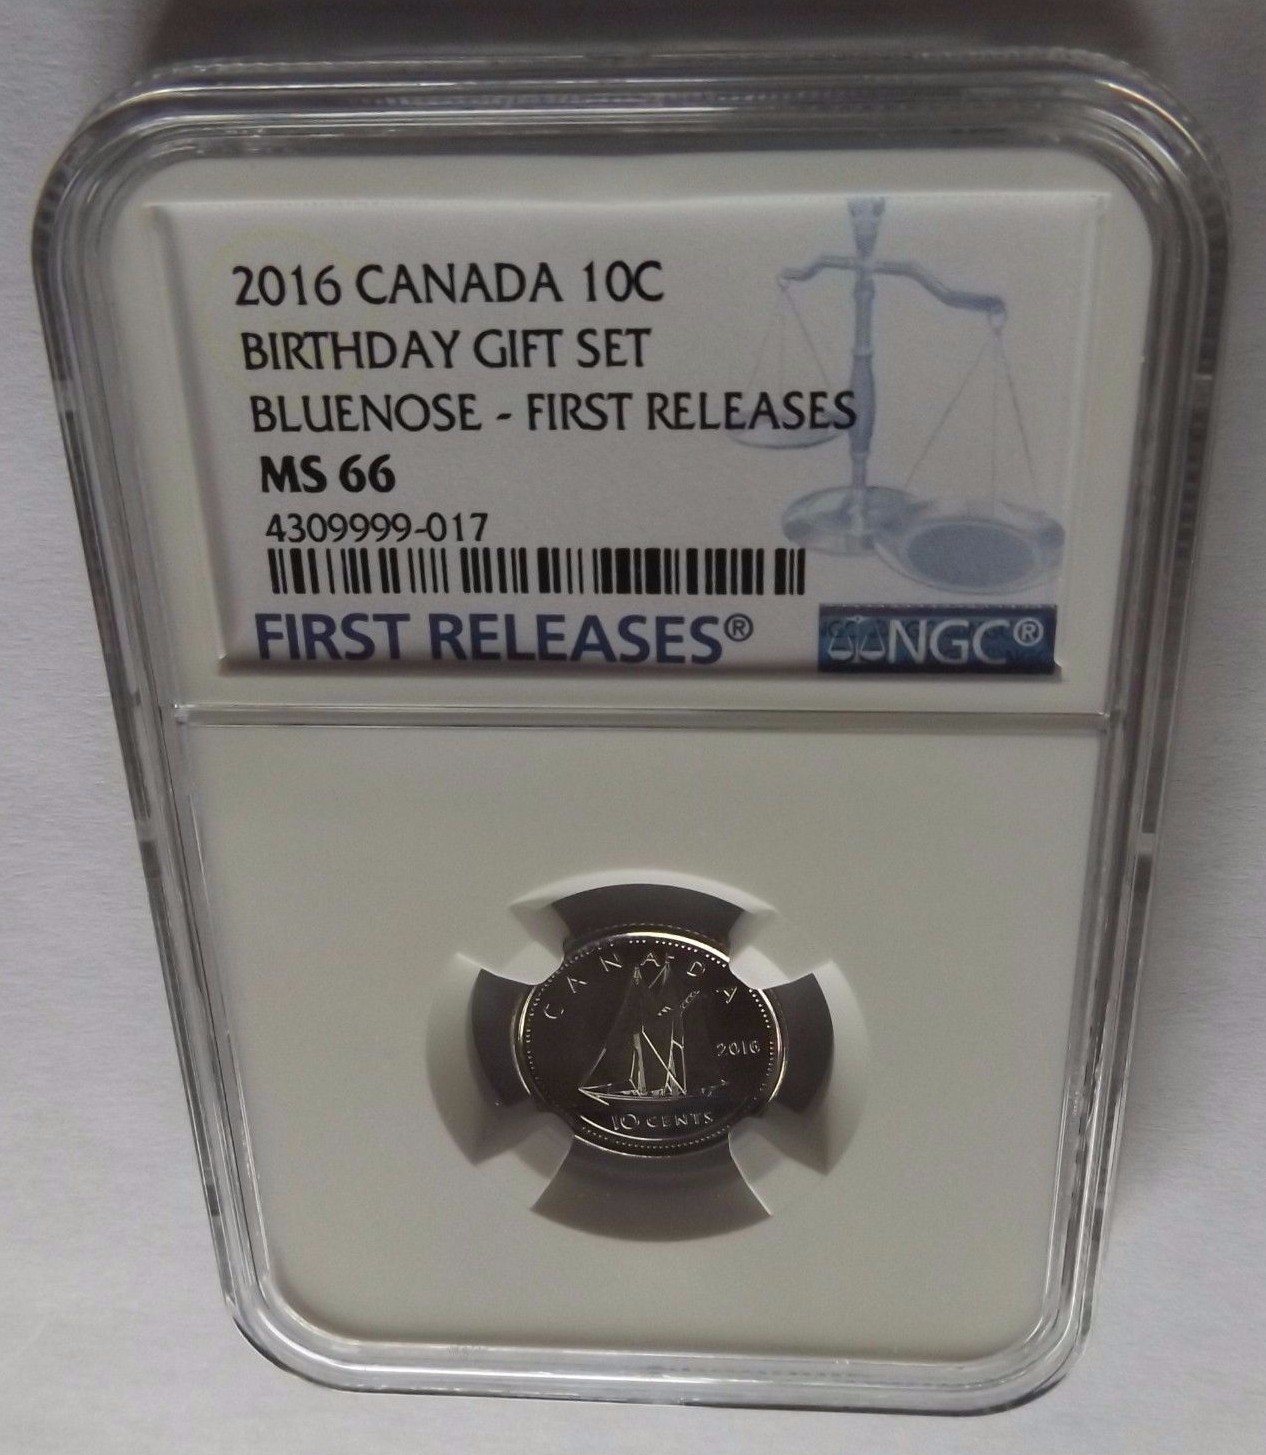 2016 CANADA 10C
BIRTHDAY GIFT SET
BLUENOSE - FIRST RELEASES
MS 66
4309999-017
FIRST RELEASES®
NGC®
CANADA
2016
10 CENTS